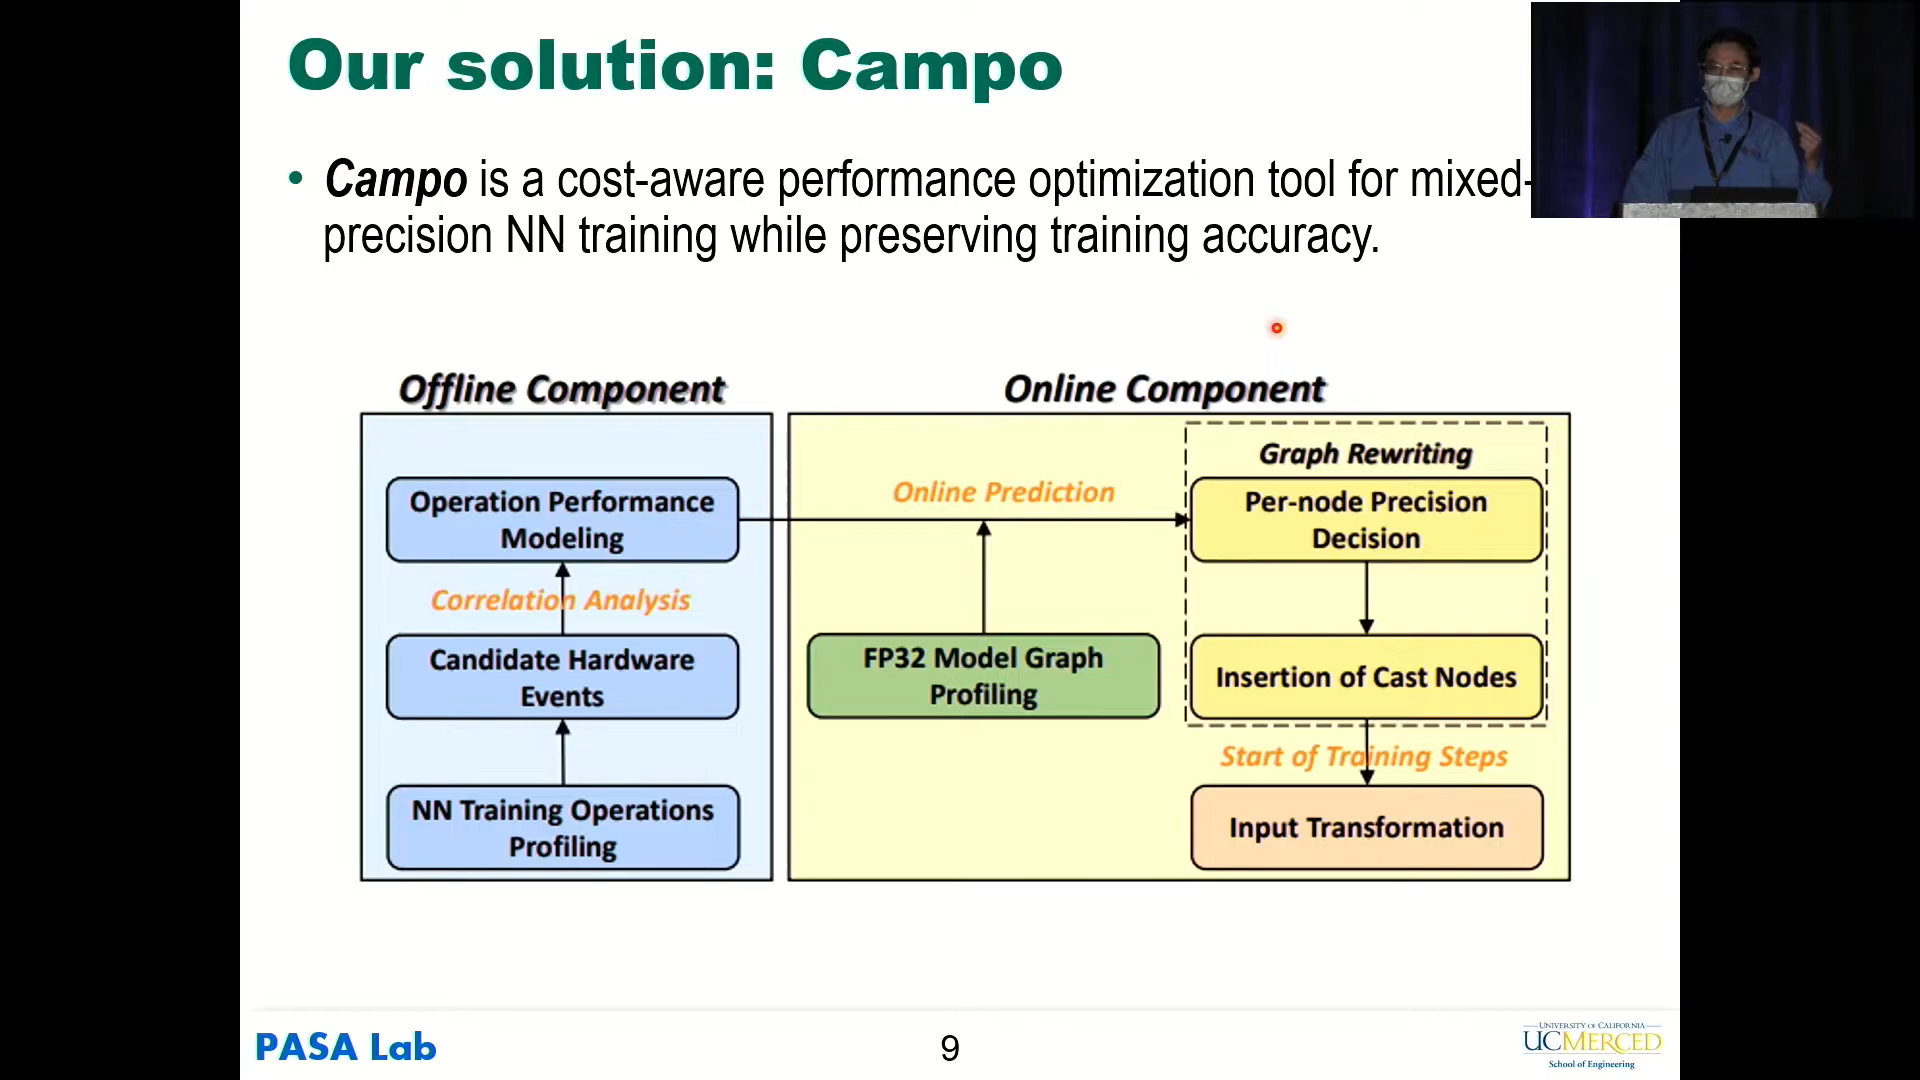 Our solution: Campo
• Campo is a cost-aware performance optimization tool for mixed-
precision NN training while preserving training accuracy.
Offline Component
Operation Performance
Modeling
Correlation Analysis
Candidate Hardware
Events
NN Training Operations
Profiling
Online Component
Online Prediction
FP32 Model Graph
Profiling
Graph Rewriting
Per-node Precision
Decision
Insertion of Cast Nodes
Start of Training Steps
Input Transformation
PASA Lab
9
UNIVERSITY OF CALIFORNIA
UCMERCED
School of Engineering